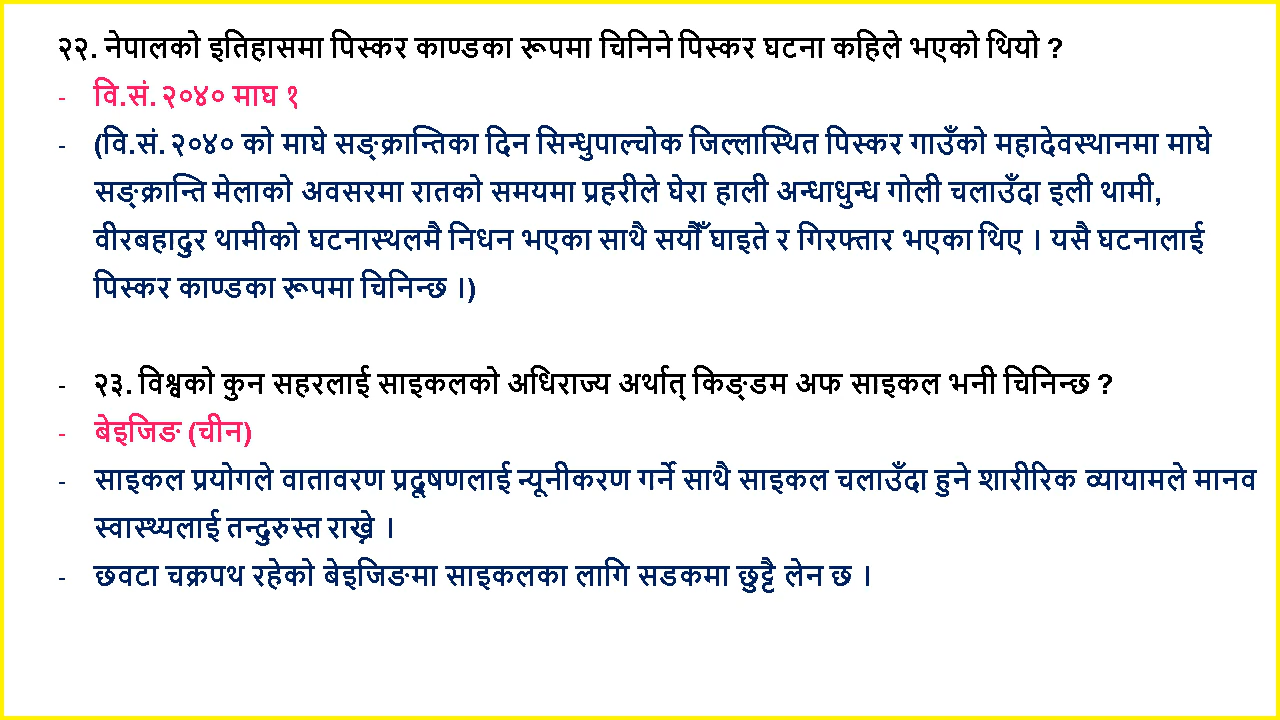 २२. नेपालको इतिहासमा पिस्कर काण्डका रूपमा चिनिने पिस्कर घटना कहिले भएको थियो ?
- वि.सं. २०४० माघ १
- (वि.सं. २०४० को माघे सङ्क्रान्तिका दिन सिन्धुपाल्चोक जिल्लास्थित पिस्कर गाउँको महादेवस्थानमा माघे
सङ्क्रान्ति मेलाको अवसरमा रातको समयमा प्रहरीले घेरा हाली अन्धाधुन्ध गोली चलाउँदा इली थामी,
वीरबहादुर थामीको घटनास्थलमै निधन भएका साथै सयौँ घाइते र गिरफ्तार भएका थिए । यसै घटनालाई
पिस्कर काण्डका रूपमा चिनिन्छ ।)
- २३. विश्वको कुन सहरलाई साइकलको अधिराज्य अर्थात् किङ्डम अफ साइकल भनी चिनिन्छ ?
- बेइजिङ (चीन)
- साइकल प्रयोगले वातावरण प्रदूषणलाई न्यूनीकरण गर्ने साथै साइकल चलाउँदा हुने शारीरिक व्यायामले मानव
स्वास्थ्यलाई तन्दुरुस्त राख्ने ।
- छवटा चक्रपथ रहेको बेइजिङमा साइकलका लागि सडकमा छुट्टै लेन छ ।